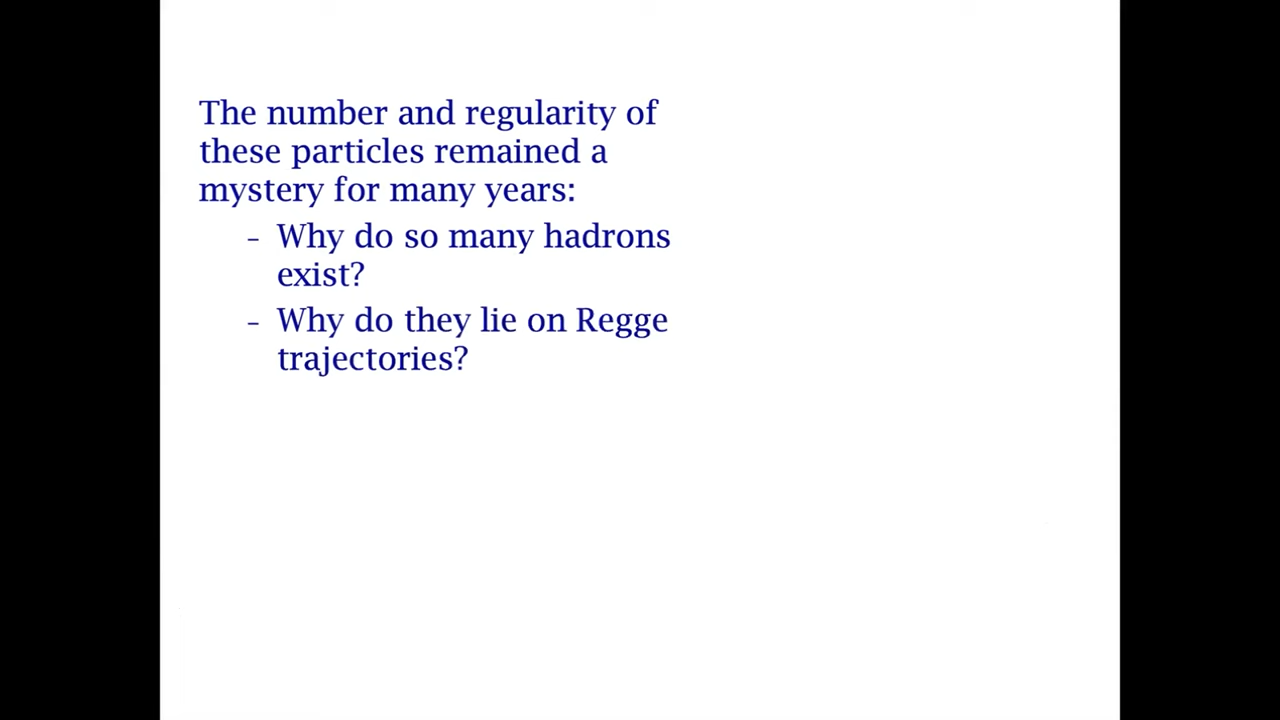 The number and regularity of
these particles remained a
mystery for many years:
– Why do so many hadrons
exist?
– Why do they lie on Regge
trajectories?